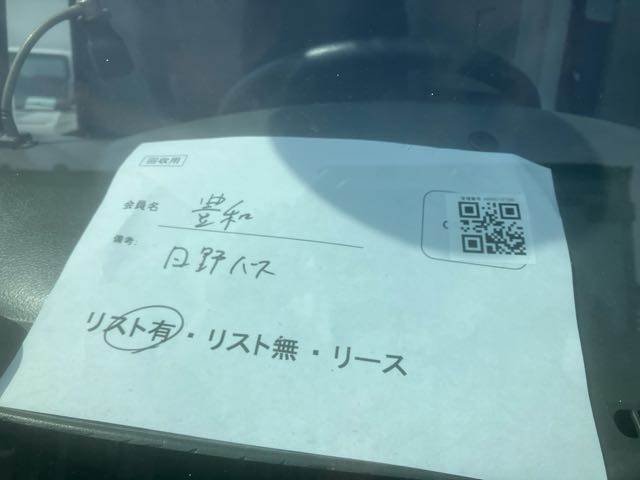 回収用
会員名 豊和
備考: 日野バス
リスト有・リスト無・リース